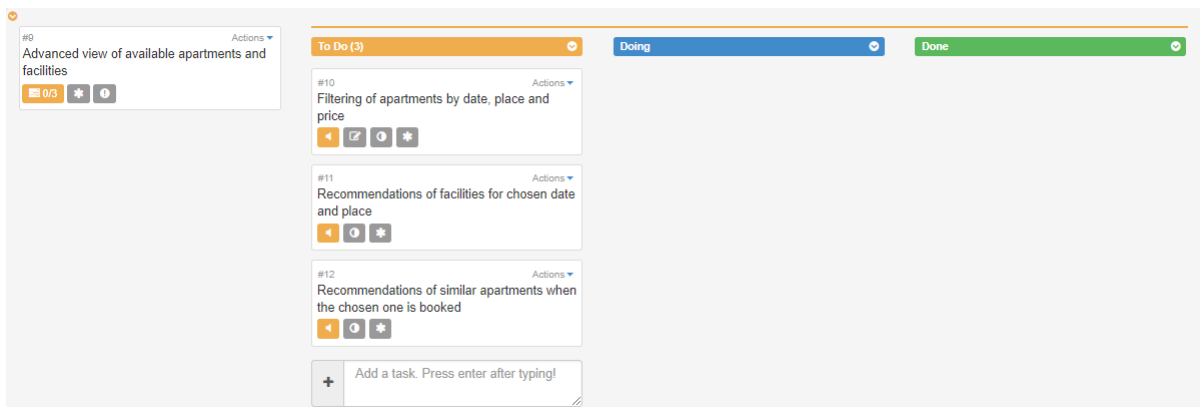 #9 Actions
Advanced view of available apartments and
facilities
0/3
To Do (3)
#10 Actions
Filtering of apartments by date, place and
price
#11 Actions
Recommendations of facilities for chosen date
and place
#12 Actions
Recommendations of similar apartments when
the chosen one is booked
+ Add a task. Press enter after typing!
Doing
Done